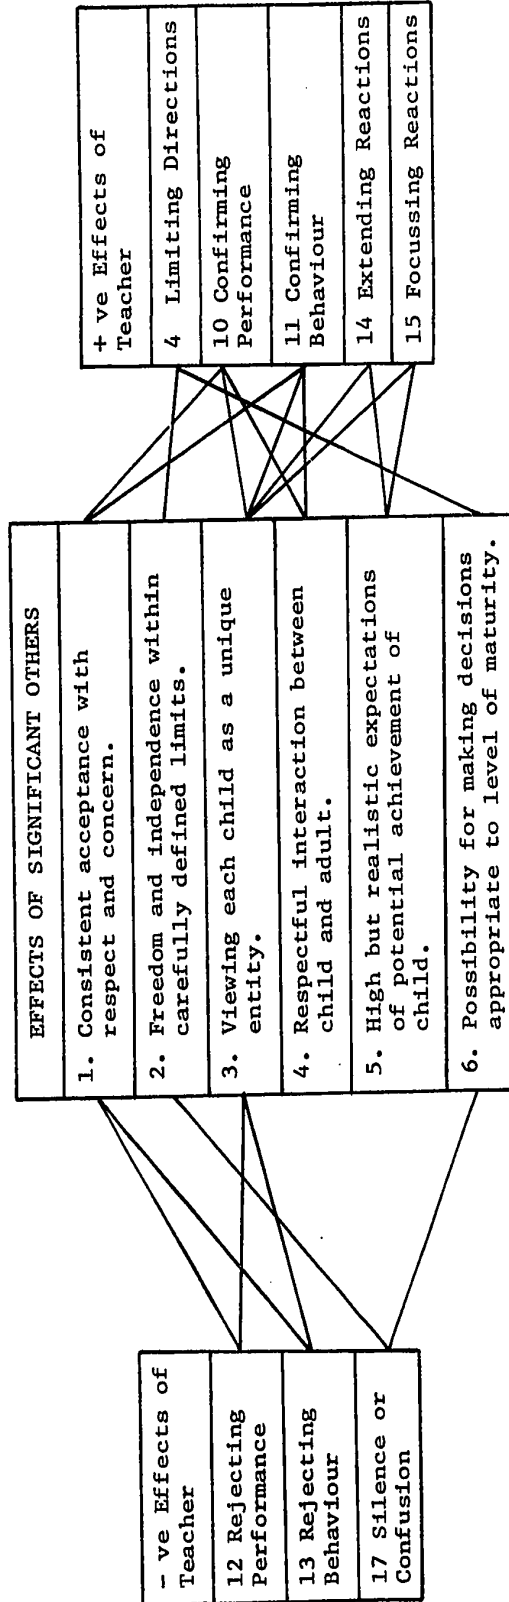 - ve Effects of
Teacher
12 Rejecting
Performance
13 Rejecting
Behaviour
17 Silence or
Confusion
EFFECTS OF SIGNIFICANT OTHERS
1. Consistent acceptance with
respect and concern.
2. Freedom and independence within
carefully defined limits.
3. Viewing each child as a unique
entity.
4. Respectful interaction between
child and adult.
5. High but realistic expectations
of potential achievement of
child.
6. Possibility for making decisions
appropriate to level of maturity.
+ ve Effects of
Teacher
4 Limiting Directions
10 Confirming
Performance
11 Confirming
Behaviour
14 Extending Reactions
15 Focussing Reactions